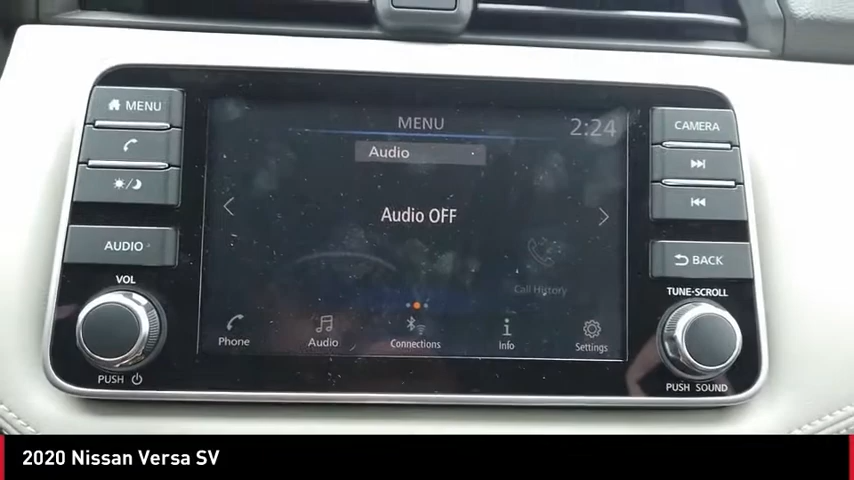 MENU
AUDIO
VOL
PUSH
MENU
2:24
Audio
Audio OFF
Call History
Phone
Audio
Connections
Info
Settings
CAMERA
BACK
TUNE·SCROLL
PUSH SOUND
2020 Nissan Versa SV